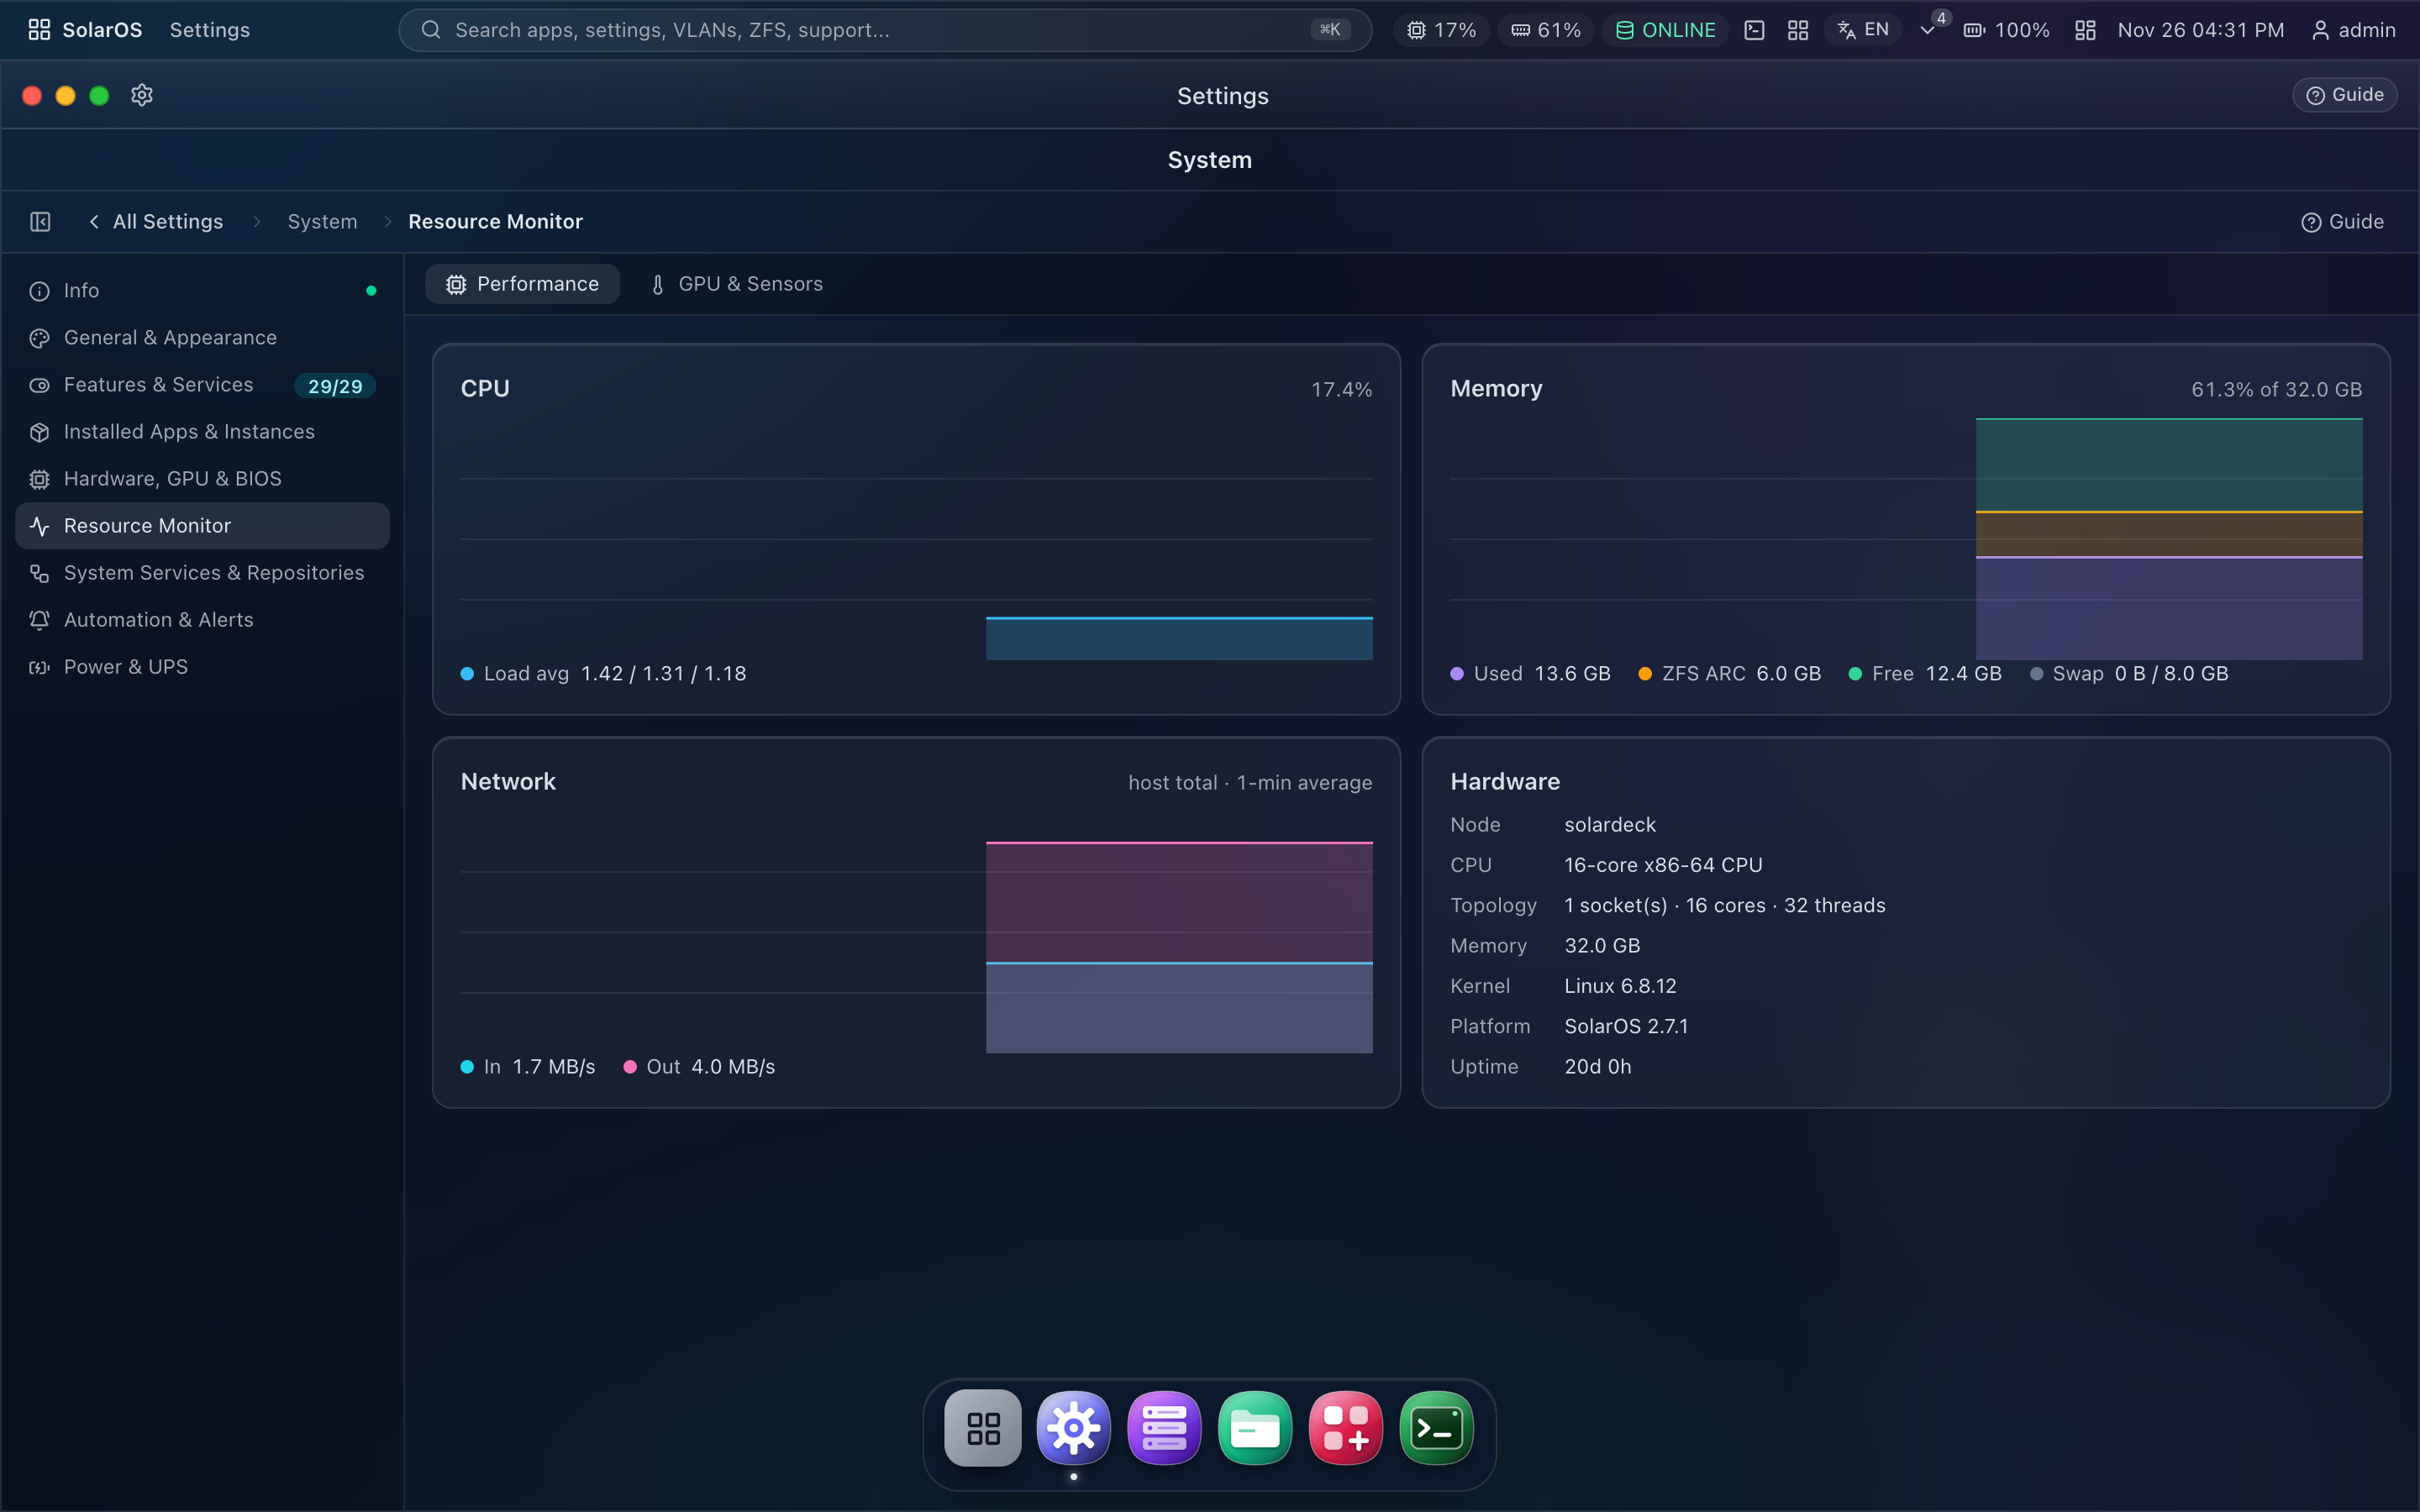 SolarOS Settings Search apps, settings, VLANs, ZFS, support... ⌘K 17% 61% ONLINE EN 4 100% Nov 26 04:31 PM admin
Settings Guide
System
All Settings System Resource Monitor Guide
Info
General & Appearance
Features & Services 29/29
Installed Apps & Instances
Hardware, GPU & BIOS
Resource Monitor
System Services & Repositories
Automation & Alerts
Power & UPS
Performance GPU & Sensors
CPU 17.4%
Load avg 1.42 / 1.31 / 1.18
Memory 61.3% of 32.0 GB
Used 13.6 GB ZFS ARC 6.0 GB Free 12.4 GB Swap 0 B / 8.0 GB
Network host total · 1-min average
In 1.7 MB/s Out 4.0 MB/s
Hardware
Node solardeck
CPU 16-core x86-64 CPU
Topology 1 socket(s) · 16 cores · 32 threads
Memory 32.0 GB
Kernel Linux 6.8.12
Platform SolarOS 2.7.1
Uptime 20d 0h